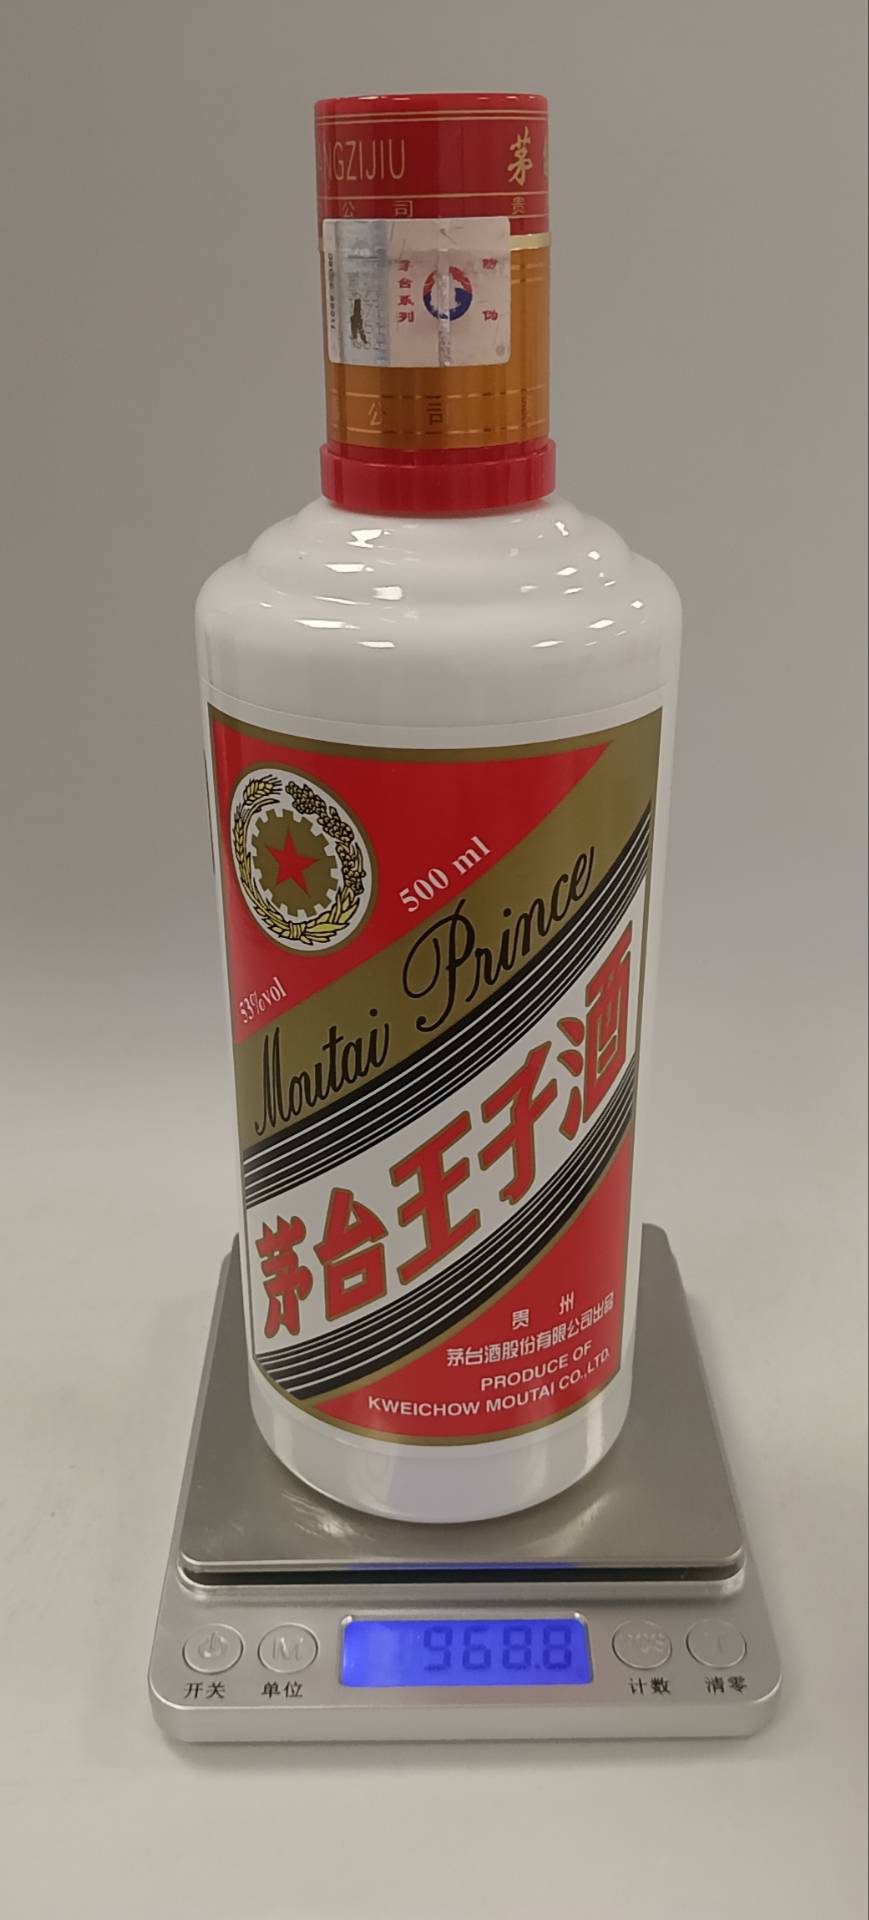 NGZIJIU
茅
公司
贵
茅台系列
防伪
公司
500 ml
53%vol
Moutai Prince
茅台王子酒
贵州
茅台酒股份有限公司出品
PRODUCE OF
KWEICHOW MOUTAI CO.,LTD.
968.8
M
开关
单位
计数
清零